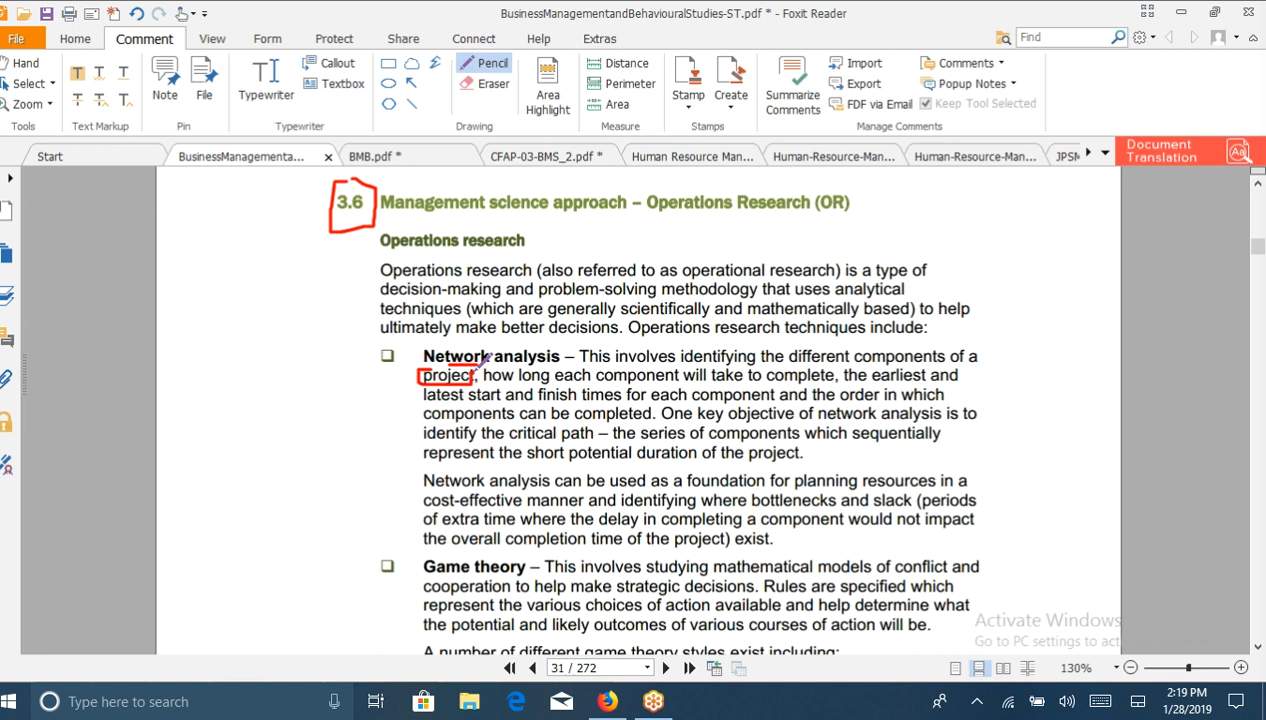 BusinessManagementandBehaviouralStudies-ST.pdf * - Foxit Reader
File Home Comment View Form Protect Share Connect Help Extras Find
Hand
Select
Zoom
Tools
Text Markup
Note File
Pin
Typewriter
Callout
Textbox
Typewriter
Pencil
Eraser
Area
Highlight
Drawing
Distance
Perimeter
Area
Measure
Stamp Create
Stamps
Summarize
Comments
Import
Export
FDF via Email
Comments
Popup Notes
Keep Tool Selected
Manage Comments
Start BusinessManagementa... BMB.pdf * CFAP-03-BMS_2.pdf * Human Resource Man... Human-Resource-Man... Human-Resource-Man... JPSM
Document
Translation
3.6 Management science approach – Operations Research (OR)
Operations research
Operations research (also referred to as operational research) is a type of
decision-making and problem-solving methodology that uses analytical
techniques (which are generally scientifically and mathematically based) to help
ultimately make better decisions. Operations research techniques include:
❑ Network analysis – This involves identifying the different components of a
project, how long each component will take to complete, the earliest and
latest start and finish times for each component and the order in which
components can be completed. One key objective of network analysis is to
identify the critical path – the series of components which sequentially
represent the short potential duration of the project.
Network analysis can be used as a foundation for planning resources in a
cost-effective manner and identifying where bottlenecks and slack (periods
of extra time where the delay in completing a component would not impact
the overall completion time of the project) exist.
❑ Game theory – This involves studying mathematical models of conflict and
cooperation to help make strategic decisions. Rules are specified which
represent the various choices of action available and help determine what
the potential and likely outcomes of various courses of action will be.
A number of different game theory styles exist including:
Activate Windows
Go to PC settings to act
31 / 272
130%
Type here to search
2:19 PM
1/28/2019